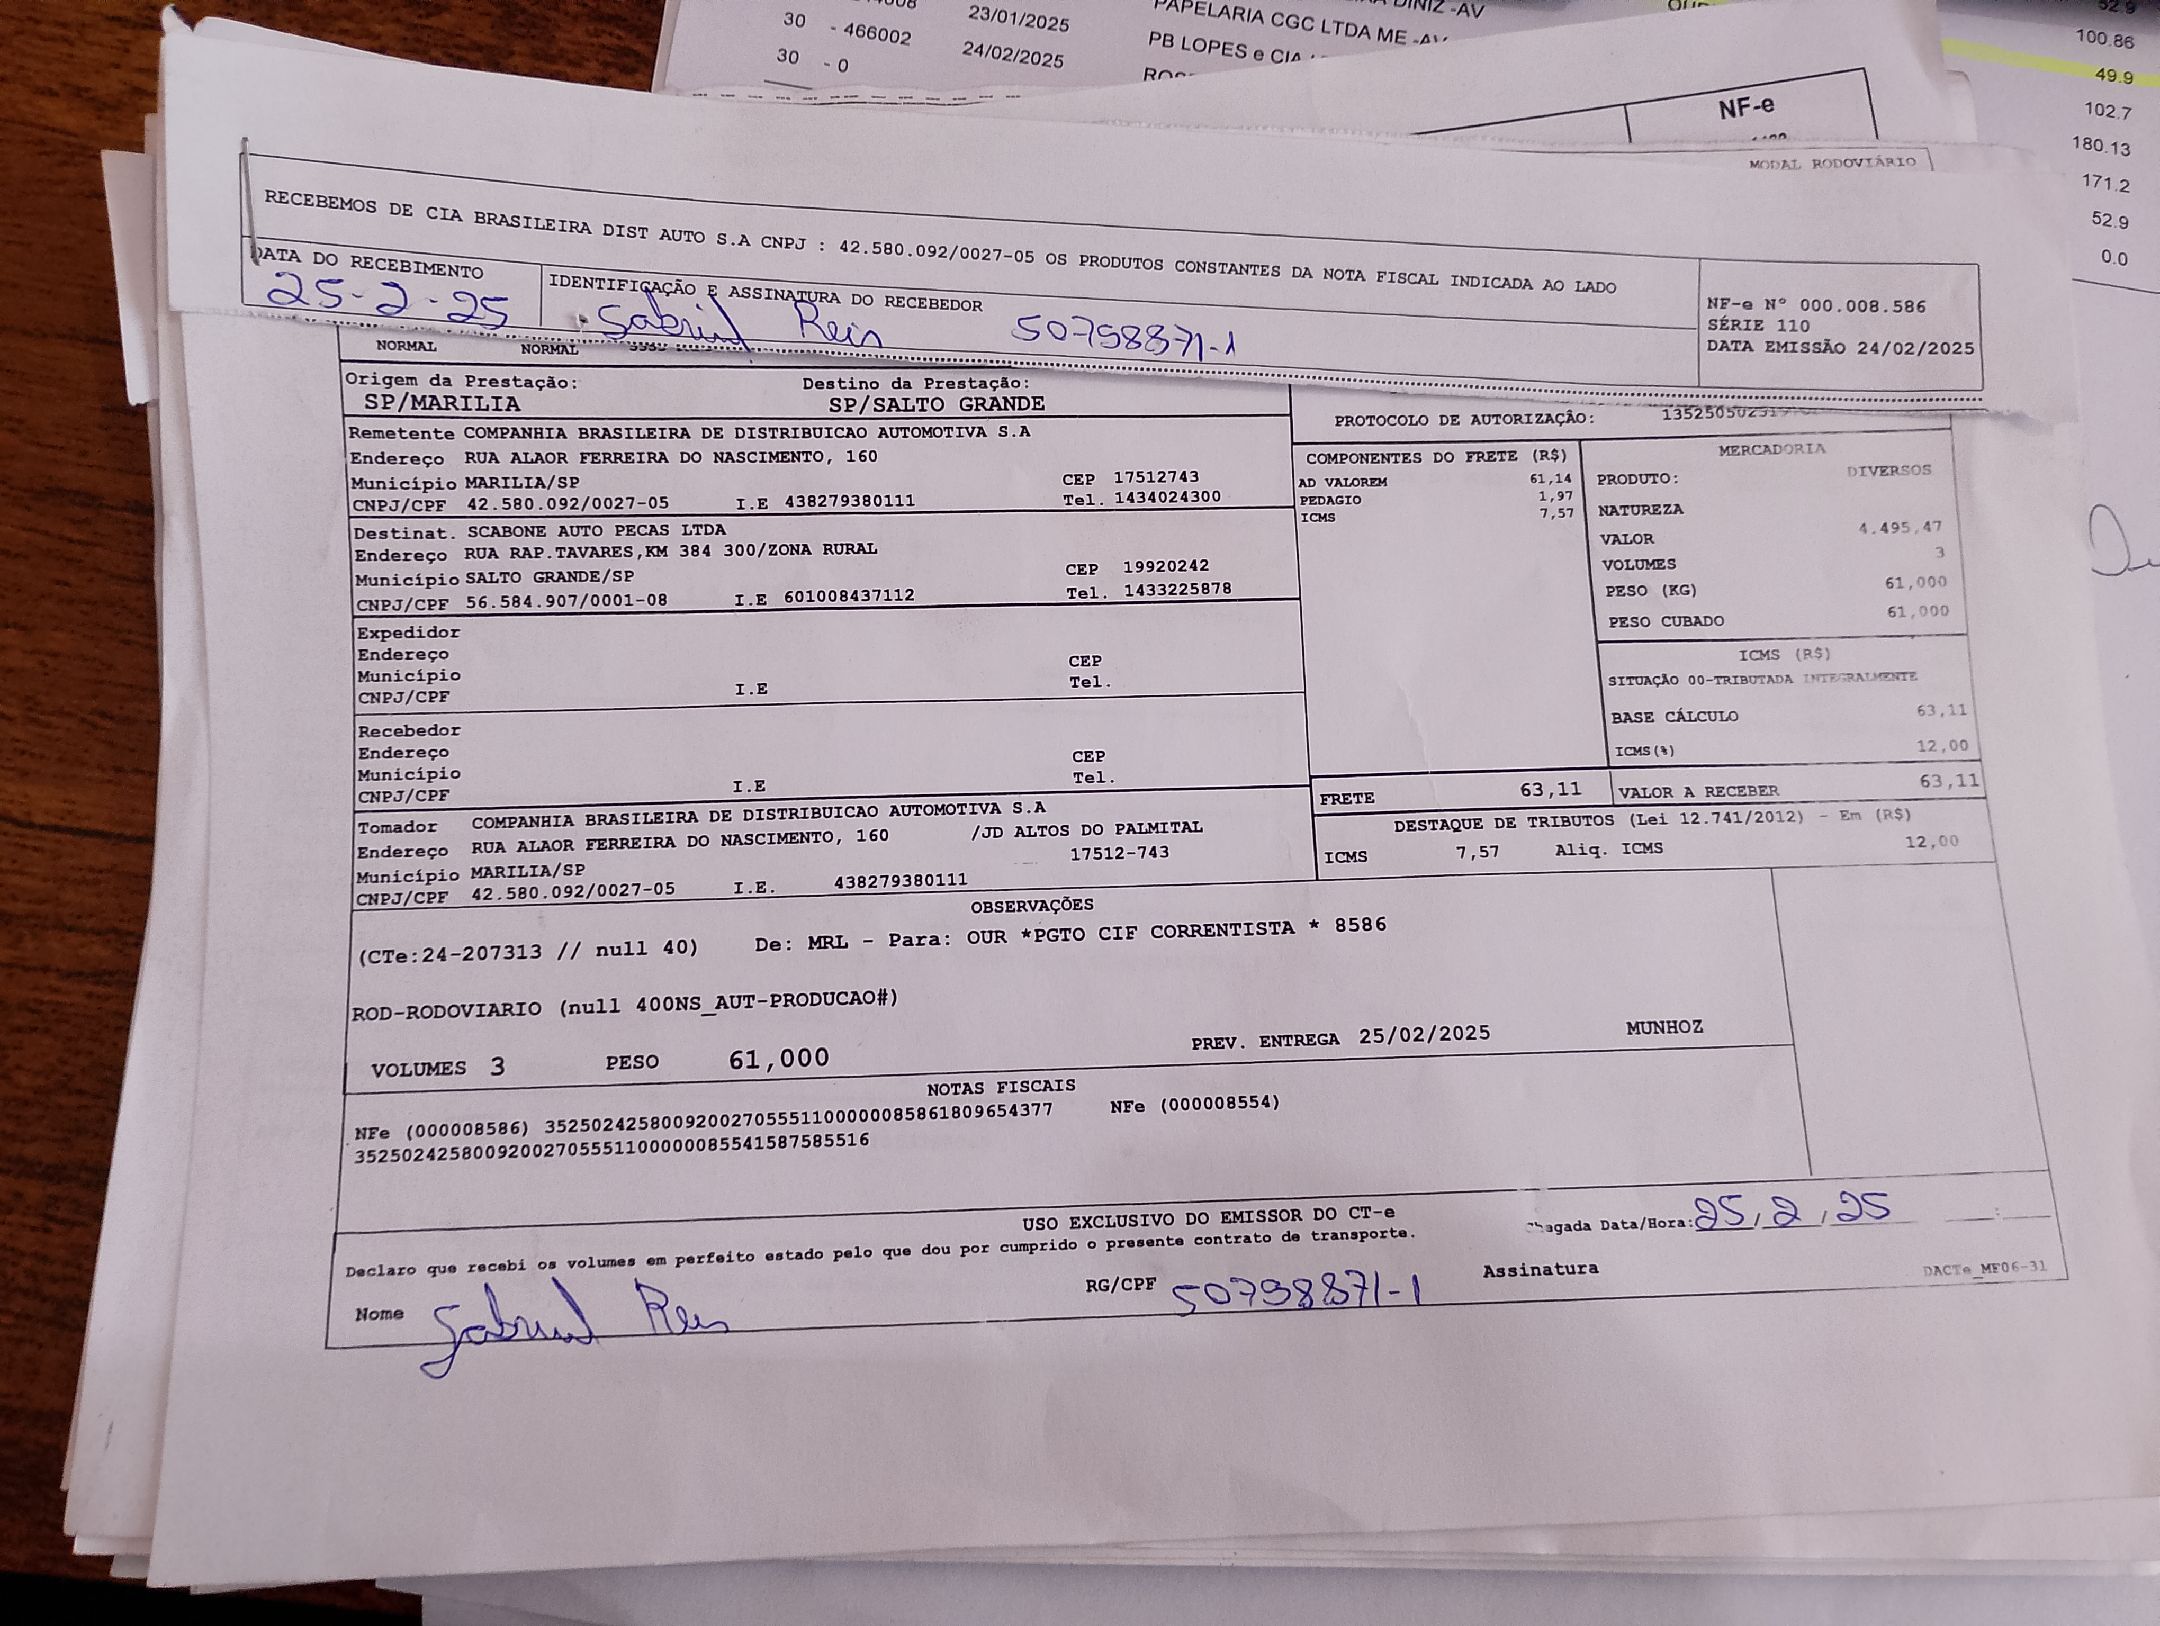 23/01/2025
PAPELARIA CGC LTDA ME -AV
30 - 466002 24/02/2025 PB LOPES e CIA
30 - 0
100.86
49.9
102.7
180.13
171.2
52.9
0.0
NF-e
MODAL RODOVIÁRIO
RECEBEMOS DE CIA BRASILEIRA DIST AUTO S.A CNPJ : 42.580.092/0027-05 OS PRODUTOS CONSTANTES DA NOTA FISCAL INDICADA AO LADO
DATA DO RECEBIMENTO
25-2-25
IDENTIFICAÇÃO E ASSINATURA DO RECEBEDOR
Gabriel Reis 50798871-1
NF-e N° 000.008.586
SÉRIE 110
DATA EMISSÃO 24/02/2025
NORMAL NORMAL
Origem da Prestação: Destino da Prestação:
SP/MARILIA SP/SALTO GRANDE
PROTOCOLO DE AUTORIZAÇÃO:
Remetente COMPANHIA BRASILEIRA DE DISTRIBUICAO AUTOMOTIVA S.A
Endereço RUA ALAOR FERREIRA DO NASCIMENTO, 160
Município MARILIA/SP CEP 17512743
CNPJ/CPF 42.580.092/0027-05 I.E 438279380111 Tel. 1434024300
Destinat. SCABONE AUTO PECAS LTDA
Endereço RUA RAP.TAVARES,KM 384 300/ZONA RURAL
Município SALTO GRANDE/SP CEP 19920242
CNPJ/CPF 56.584.907/0001-08 I.E 601008437112 Tel. 1433225878
Expedidor
Endereço
Município CEP
CNPJ/CPF I.E Tel.
Recebedor
Endereço
Município CEP
CNPJ/CPF I.E Tel.
Tomador COMPANHIA BRASILEIRA DE DISTRIBUICAO AUTOMOTIVA S.A
Endereço RUA ALAOR FERREIRA DO NASCIMENTO, 160 /JD ALTOS DO PALMITAL
Município MARILIA/SP 17512-743
CNPJ/CPF 42.580.092/0027-05 I.E. 438279380111
COMPONENTES DO FRETE (R$)
AD VALOREM 61,14
PEDAGIO 1,97
ICMS 7,57
MERCADORIA
PRODUTO: DIVERSOS
NATUREZA
VALOR 4.495,47
VOLUMES 3
PESO (KG) 61,000
PESO CUBADO 61,000
ICMS (R$)
SITUAÇÃO 00-TRIBUTADA INTEGRALMENTE
BASE CÁLCULO 63,11
ICMS(%) 12,00
FRETE 63,11 VALOR A RECEBER 63,11
DESTAQUE DE TRIBUTOS (Lei 12.741/2012) - Em (R$)
ICMS 7,57 Aliq. ICMS 12,00
OBSERVAÇÕES
(CTe:24-207313 // null 40) De: MRL - Para: OUR *PGTO CIF CORRENTISTA * 8586
ROD-RODOVIARIO (null 400NS_AUT-PRODUCAO#)
VOLUMES 3 PESO 61,000 PREV. ENTREGA 25/02/2025 MUNHOZ
NOTAS FISCAIS
NFe (000008586) 35250242580092002705551100000085861809654377 NFe (000008554)
35250242580092002705551100000085541587585516
USO EXCLUSIVO DO EMISSOR DO CT-e
Declaro que recebi os volumes em perfeito estado pelo que dou por cumprido o presente contrato de transporte.
Chegada Data/Hora: 25/2/25 :
Nome Gabriel Reis RG/CPF 50798871-1 Assinatura
DACTe_MF06-31